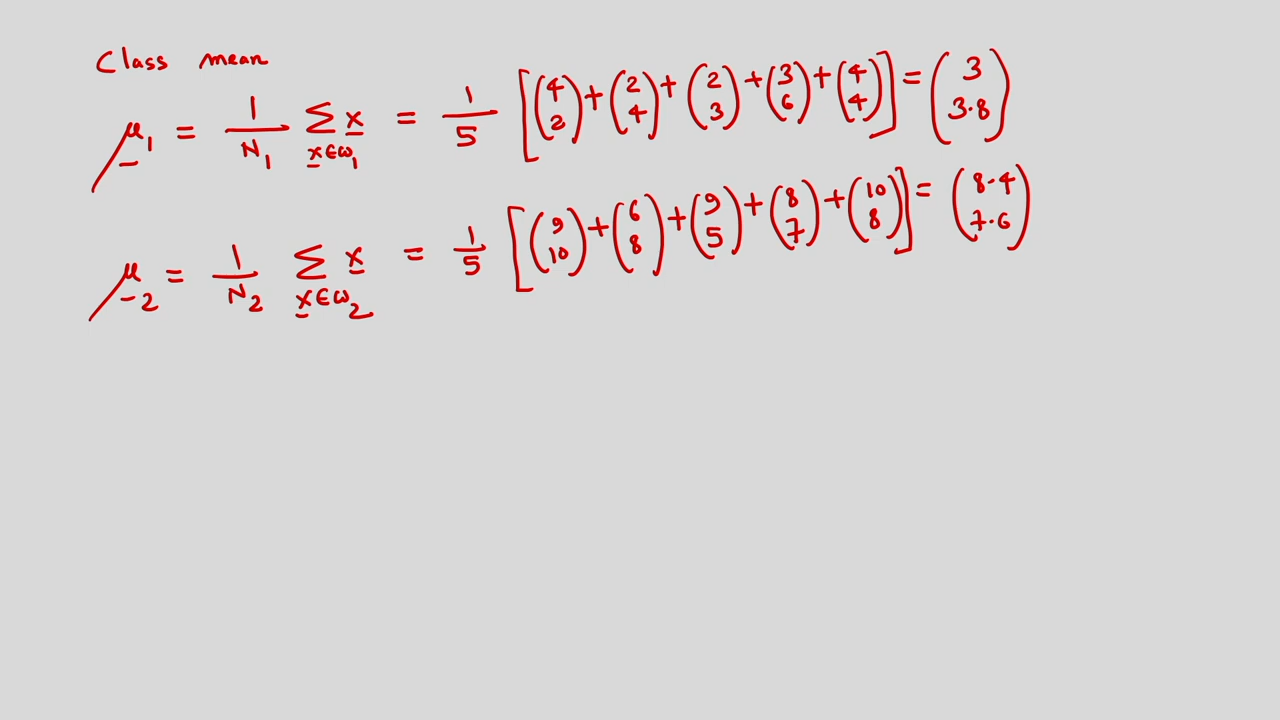 Class mean
μ₁ = 1/N₁ Σ_{x∈ω₁} x = 1/5 [(4 2) + (2 4) + (2 3) + (3 6) + (4 4)] = (3 3·8)
μ₂ = 1/N₂ Σ_{x∈ω₂} x = 1/5 [(9 10) + (6 8) + (9 5) + (8 7) + (10 8)] = (8·4 7·6)